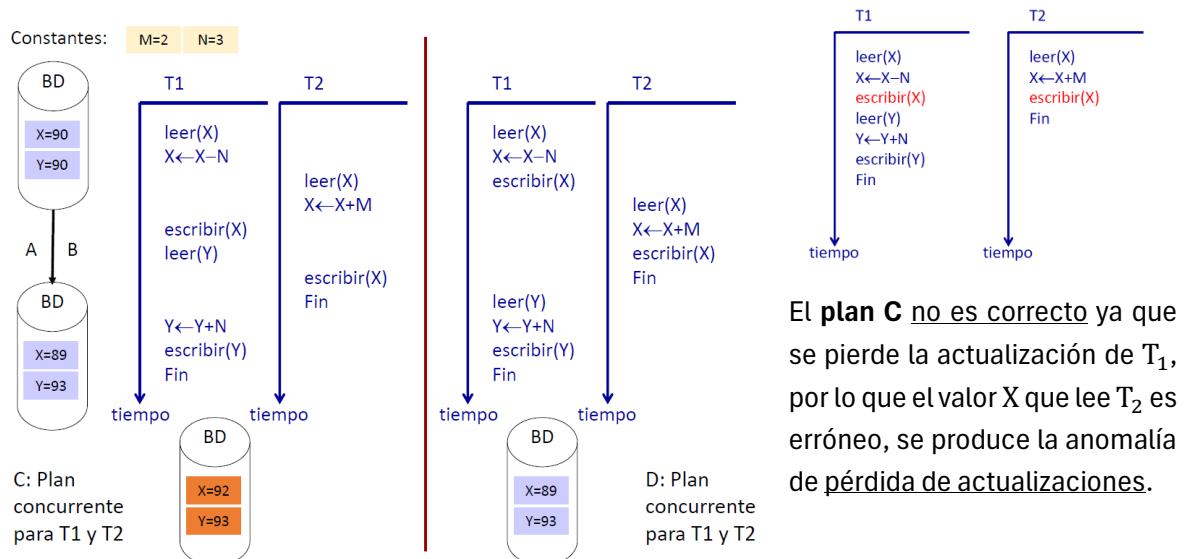 Constantes: M=2 N=3
BD
X=90
Y=90
A B
BD
X=89
Y=93
T1 T2
leer(X)
X←X−N
leer(X)
X←X+M
escribir(X)
leer(Y)
escribir(X)
Fin
Y←Y+N
escribir(Y)
Fin
tiempo tiempo
BD
X=92
Y=93
C: Plan
concurrente
para T1 y T2
T1 T2
leer(X)
X←X−N
escribir(X)
leer(X)
X←X+M
escribir(X)
Fin
leer(Y)
Y←Y+N
escribir(Y)
Fin
tiempo tiempo
BD
X=89
Y=93
D: Plan
concurrente
para T1 y T2
T1
leer(X)
X←X−N
escribir(X)
leer(Y)
Y←Y+N
escribir(Y)
Fin
tiempo
T2
leer(X)
X←X+M
escribir(X)
Fin
tiempo
El plan C no es correcto ya que
se pierde la actualización de T₁,
por lo que el valor X que lee T₂ es
erróneo, se produce la anomalía
de pérdida de actualizaciones.